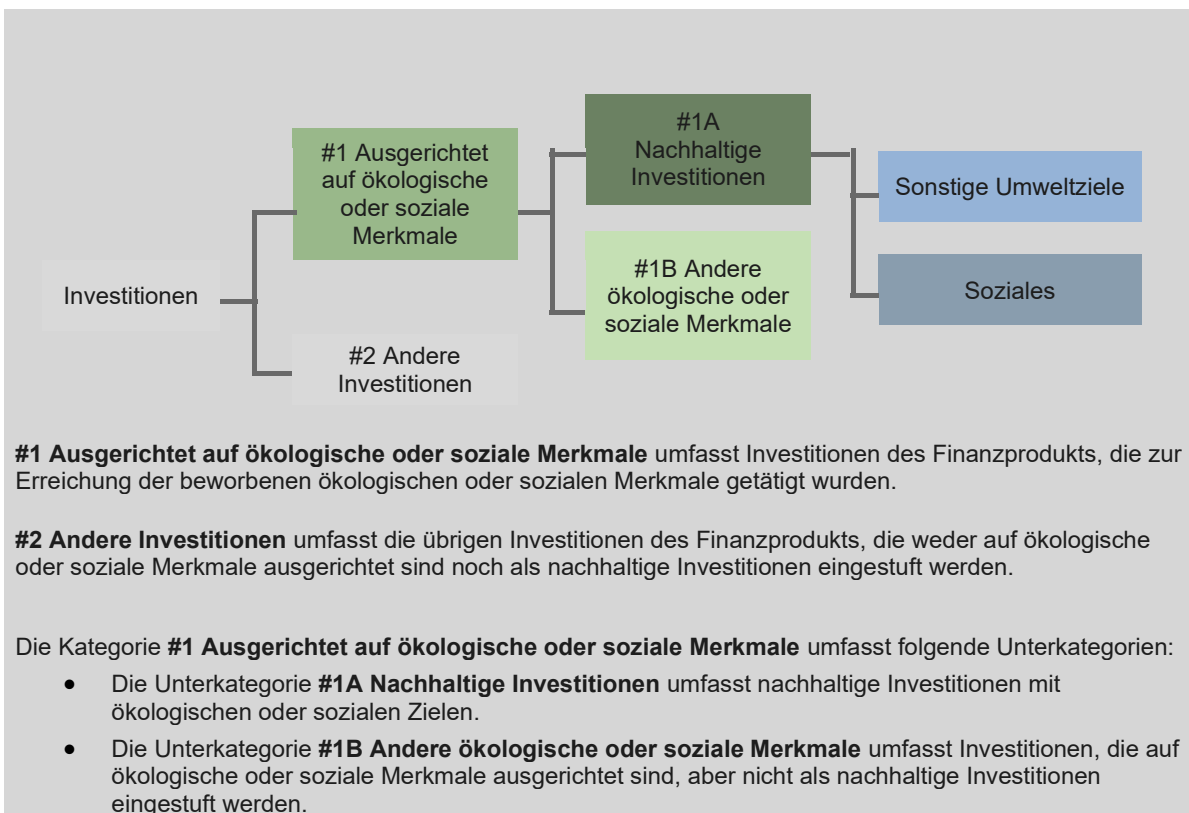 #1A
Nachhaltige
Investitionen
#1 Ausgerichtet
auf ökologische
oder soziale
Merkmale
Sonstige Umweltziele
#1B Andere
ökologische oder
soziale Merkmale
Soziales
Investitionen
#2 Andere
Investitionen
#1 Ausgerichtet auf ökologische oder soziale Merkmale umfasst Investitionen des Finanzprodukts, die zur
Erreichung der beworbenen ökologischen oder sozialen Merkmale getätigt wurden.
#2 Andere Investitionen umfasst die übrigen Investitionen des Finanzprodukts, die weder auf ökologische
oder soziale Merkmale ausgerichtet sind noch als nachhaltige Investitionen eingestuft werden.
Die Kategorie #1 Ausgerichtet auf ökologische oder soziale Merkmale umfasst folgende Unterkategorien:
• Die Unterkategorie #1A Nachhaltige Investitionen umfasst nachhaltige Investitionen mit
ökologischen oder sozialen Zielen.
• Die Unterkategorie #1B Andere ökologische oder soziale Merkmale umfasst Investitionen, die auf
ökologische oder soziale Merkmale ausgerichtet sind, aber nicht als nachhaltige Investitionen
eingestuft werden.